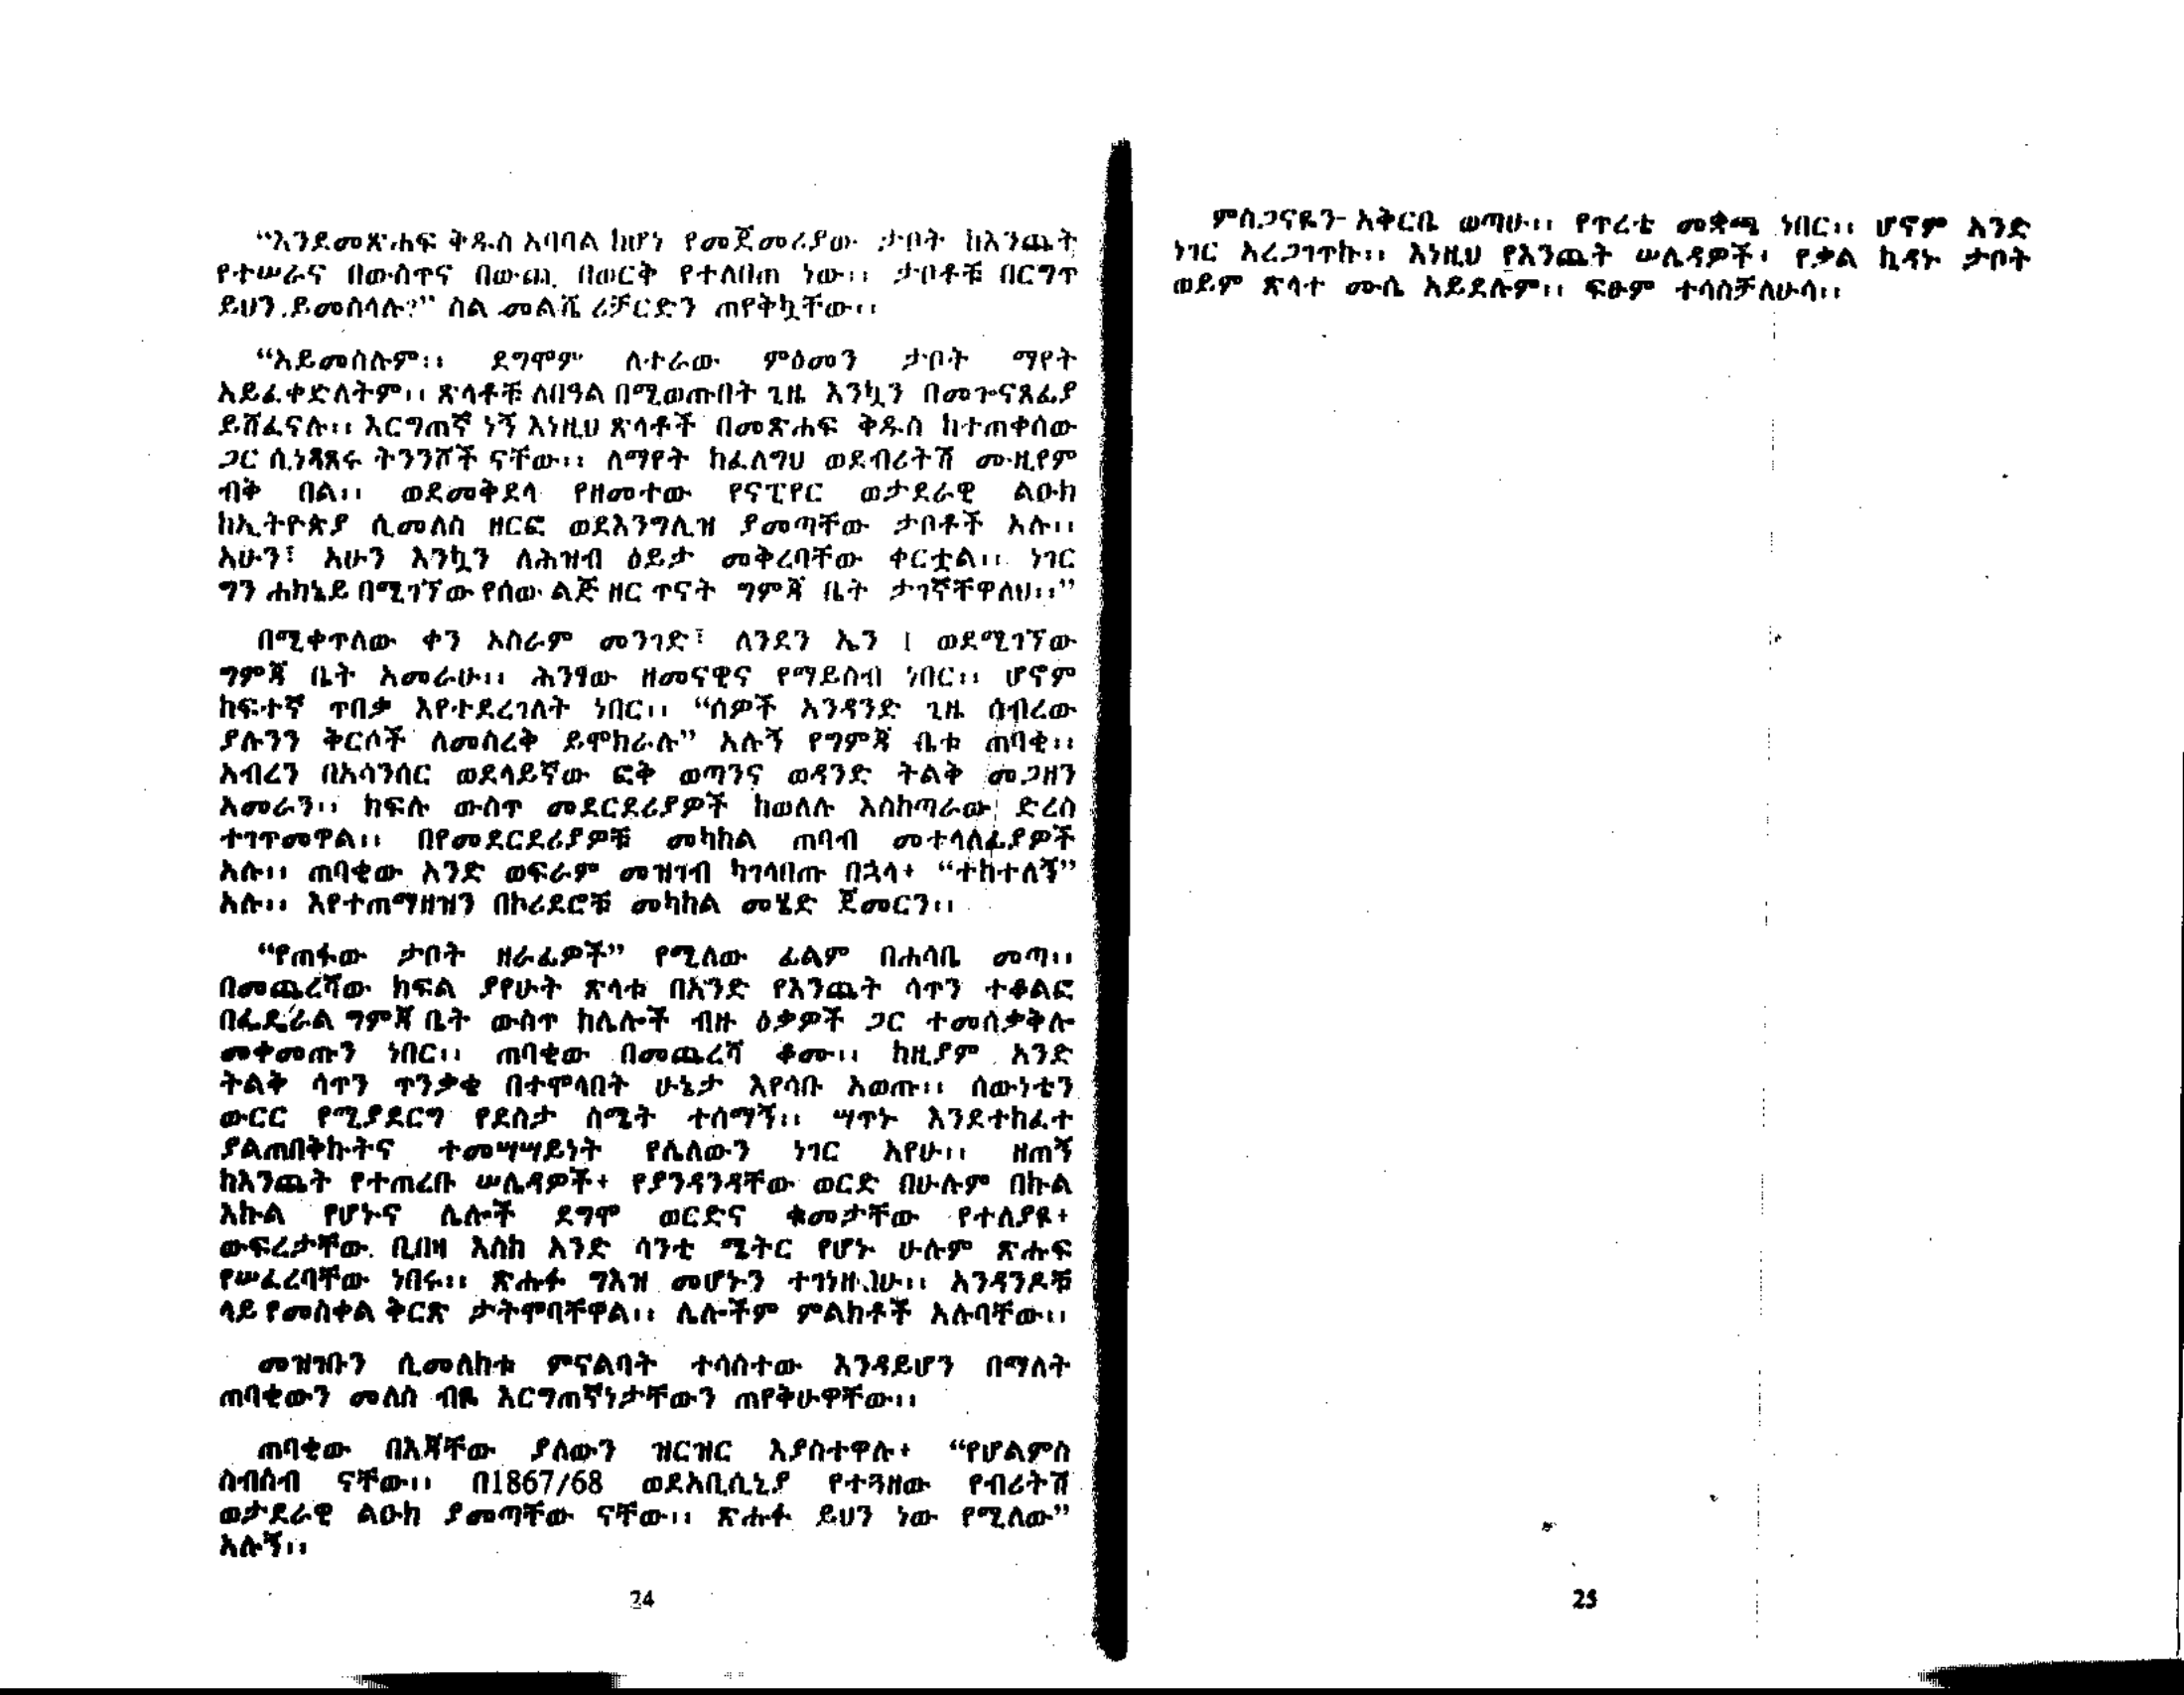 “እንደመጽሐፍ ቅዱስ አባባል ከሆነ የመጀመሪያው ታቦት ከእንጨት
የተሠራና በውስጥና በውጪ በወርቅ የተለበጠ ነው። ታቦቶቹ በርግጥ
ይህን ይመስላሉ?” ስል መልሼ ሪቻርድን ጠየቅኳቸው።
“አይመስሉም። ደግሞም ለተራው ምዕመን ታቦት ማየት
አይፈቀድለትም። ጽላቶቹ ለበዓል በሚወጡበት ጊዜ እንኳን በመጐናጸፊያ
ይሸፈናሉ። እርግጠኛ ነኝ እነዚህ ጽላቶች በመጽሐፍ ቅዱስ ከተጠቀሰው
ጋር ሲነጻጸሩ ትንንሾች ናቸው። ለማየት ከፈለግህ ወደብሪትሽ ሙዚየም
ብቅ በል። ወደመቅደላ የዘመተው የናፒየር ወታደራዊ ልዑክ
ከኢትዮጵያ ሲመለስ ዘርፎ ወደእንግሊዝ ያመጣቸው ታቦቶች አሉ።
አሁን፣ አሁን እንኳን ለሕዝብ ዕይታ መቅረባቸው ቀርቷል። ነገር
ግን ሐክኔይ በሚገኘው የሰው ልጅ ዘር ጥናት ግምጃ ቤት ታገኛቸዋለህ።”
በሚቀጥለው ቀን ኦስራም መንገድ፣ ለንደን ኤን 1 ወደሚገኘው
ግምጃ ቤት አመራሁ። ሕንፃው ዘመናዊና የማይስብ ነበር። ሆኖም
ከፍተኛ ጥበቃ እየተደረገለት ነበር። “ሰዎች አንዳንድ ጊዜ ሰብረው
ያሉንን ቅርሶች ለመስረቅ ይሞክራሉ” አሉኝ የግምጃ ቤቱ ጠባቂ።
አብረን በአሳንሰር ወደላይኛው ፎቅ ወጣንና ወዳንድ ትልቅ መጋዘን
አመራን። ክፍሉ ውስጥ መደርደሪያዎች ከወለሉ እስከጣራው ድረስ
ተገጥመዋል። በየመደርደሪያዎቹ መካከል ጠባብ መተላለፊያዎች
አሉ። ጠባቂው አንድ ወፍራም መዝገብ ካገላበጡ በኋላ፥ “ተከተለኝ”
አሉ። እየተጠማዘዝን በኮሪደሮቹ መካከል መሄድ ጀመርን።
“የጠፋው ታቦት ዘራፊዎች” የሚለው ፊልም በሐሳቤ መጣ።
በመጨረሻው ክፍል ያየሁት ጽላቱ በአንድ የእንጨት ሳጥን ተቆልፎ
በፌዴራል ግምጃ ቤት ውስጥ ከሌሎች ብዙ ዕቃዎች ጋር ተመሰቃቅሎ
መቀመጡን ነበር። ጠባቂው በመጨረሻ ቆሙ። ከዚያም አንድ
ትልቅ ሳጥን ጥንቃቄ በተሞላበት ሁኔታ እየሳቡ አወጡ። ሰውነቴን
ውርር የሚያደርግ የደስታ ስሜት ተሰማኝ። ሣጥኑ እንደተከፈተ
ያልጠበቅኩትና ተመሣሣይነት የሌለውን ነገር አየሁ። ዘጠኝ
ከእንጨት የተጠረቡ ሠሌዳዎች፥ የያንዳንዳቸው ወርድ በሁሉም በኩል
እኩል የሆኑና ሌሎች ደግሞ ወርድና ቁመታቸው የተለያዩ፥
ውፍረታቸው ቢበዛ እስከ አንድ ሳንቲ ሜትር የሆኑ ሁሉም ጽሑፍ
የሠፈረባቸው ነበሩ። ጽሑፉ ግእዝ መሆኑን ተገነዘብሁ። አንዳንዶቹ
ላይ የመስቀል ቅርጽ ታትሞባቸዋል። ሌሎችም ምልክቶች አሉባቸው።
መዝገቡን ሲመለከቱ ምናልባት ተሳስተው እንዳይሆን በማለት
ጠባቂውን መለስ ብዬ እርግጠኛነታቸውን ጠየቅሁዋቸው።
ጠባቂው በእጃቸው ያለውን ዝርዝር እያስተዋሉ፥ “የሆልምስ
ስብስብ ናቸው። በ1867/68 ወደአቢሲኒያ የተጓዘው የብሪትሽ
ወታደራዊ ልዑክ ያመጣቸው ናቸው። ጽሑፉ ይህን ነው የሚለው”
አሉኝ።
24
ምስጋናዬን አቅርቤ ወጣሁ። የጥረቴ መቋጫ ነበር። ሆኖም አንድ
ነገር አረጋገጥኩ። እነዚህ የእንጨት ሠሌዳዎች፥ የቃል ኪዳኑ ታቦት
ወይም ጽላተ ሙሴ አይደሉም። ፍፁም ተሳስቻለሁሳ።
25